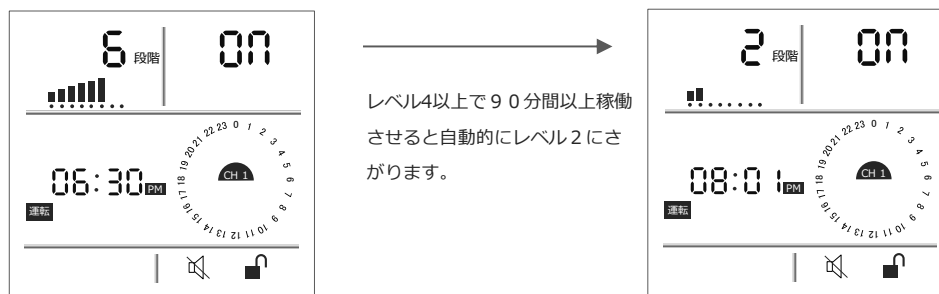 6 段階 ON
22 23 0 1 2 3 4 5 6 7 8 9 10 11 12 13 14 15 16 17 18 19 20 21
CH 1
06:30 PM
運転
レベル4以上で90分間以上稼働
させると自動的にレベル2にさ
がります。
2 段階 ON
22 23 0 1 2 3 4 5 6 7 8 9 10 11 12 13 14 15 16 17 18 19 20 21
CH 1
08:01 PM
運転